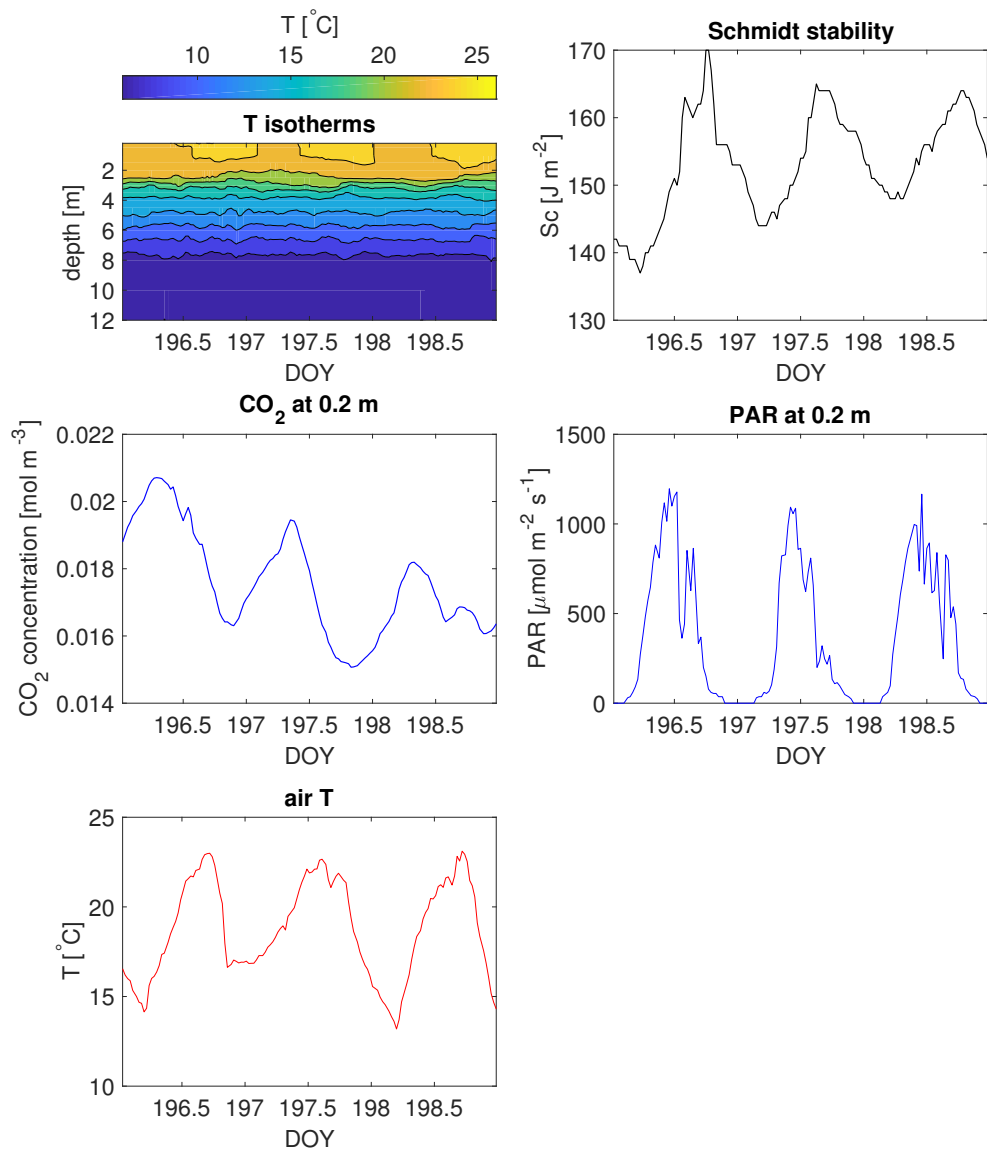 T [°C]
10 15 20 25
T isotherms
depth [m]
2
4
6
8
10
12
196.5 197 197.5 198 198.5
DOY
Schmidt stability
Sc [J m-2]
170
160
150
140
130
196.5 197 197.5 198 198.5
DOY
CO2 at 0.2 m
CO2 concentration [mol m-3]
0.022
0.02
0.018
0.016
0.014
196.5 197 197.5 198 198.5
DOY
PAR at 0.2 m
PAR [μmol m-2 s-1]
1500
1000
500
0
196.5 197 197.5 198 198.5
DOY
air T
T [°C]
25
20
15
10
196.5 197 197.5 198 198.5
DOY